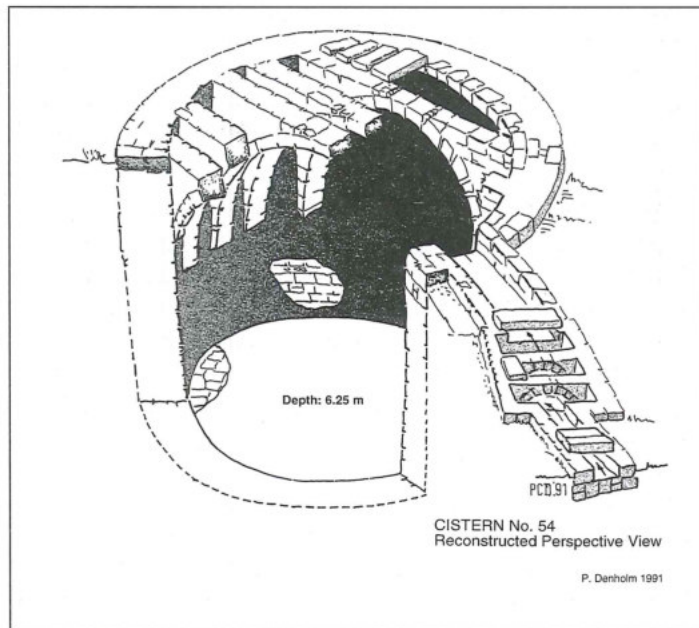 Depth: 6.25 m
PCD.91
CISTERN No. 54
Reconstructed Perspective View
P. Denholm 1991